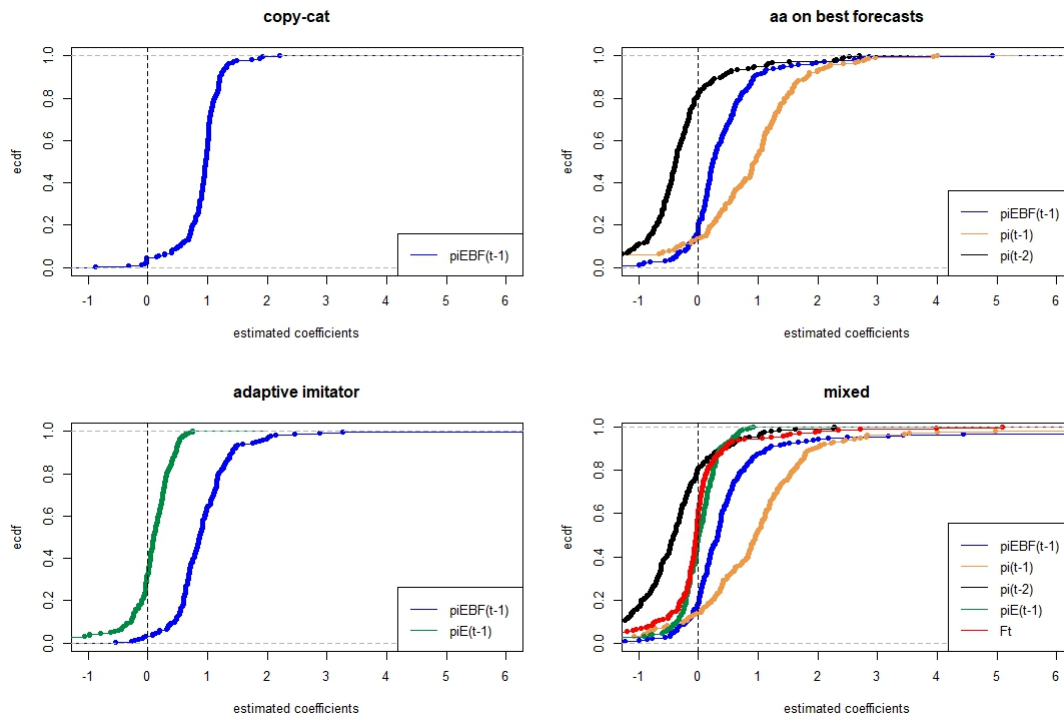 copy-cat
ecdf
0.0 0.2 0.4 0.6 0.8 1.0
piEBF(t-1)
-1 0 1 2 3 4 5 6
estimated coefficients
aa on best forecasts
ecdf
0.0 0.2 0.4 0.6 0.8 1.0
piEBF(t-1)
pi(t-1)
pi(t-2)
-1 0 1 2 3 4 5 6
estimated coefficients
adaptive imitator
ecdf
0.0 0.2 0.4 0.6 0.8 1.0
piEBF(t-1)
piE(t-1)
-1 0 1 2 3 4 5 6
estimated coefficients
mixed
ecdf
0.0 0.2 0.4 0.6 0.8 1.0
piEBF(t-1)
pi(t-1)
pi(t-2)
piE(t-1)
Ft
-1 0 1 2 3 4 5 6
estimated coefficients